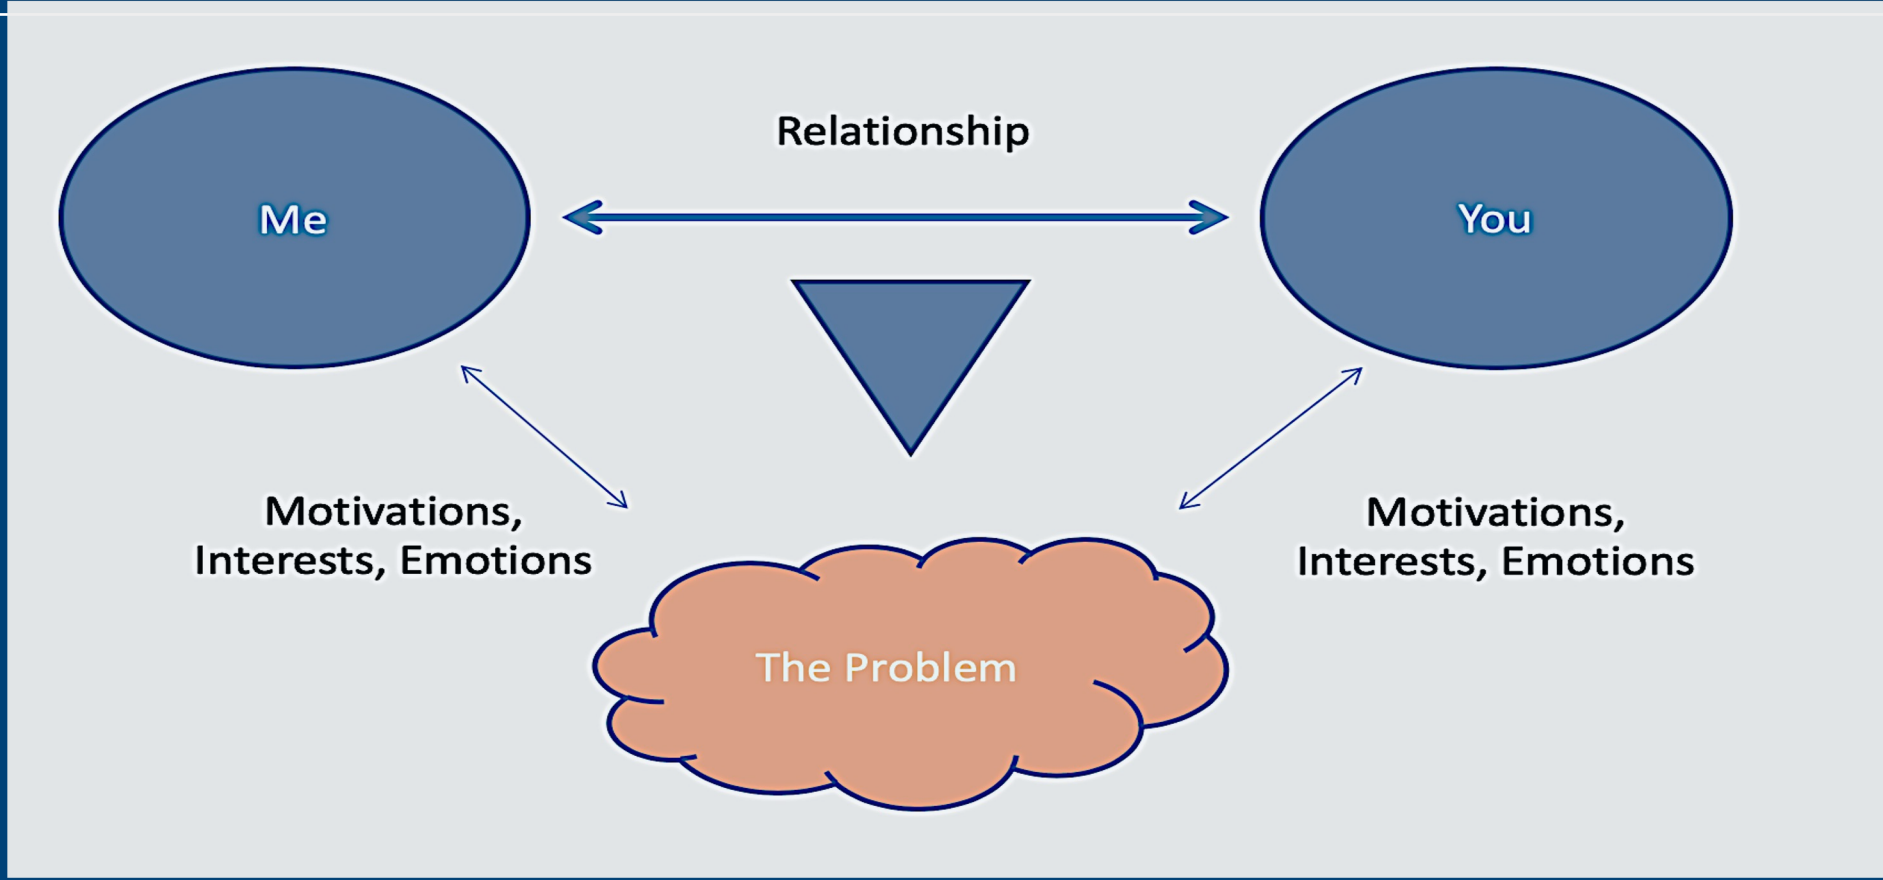 Relationship
Me
You
Motivations,
Interests, Emotions
Motivations,
Interests, Emotions
The Problem